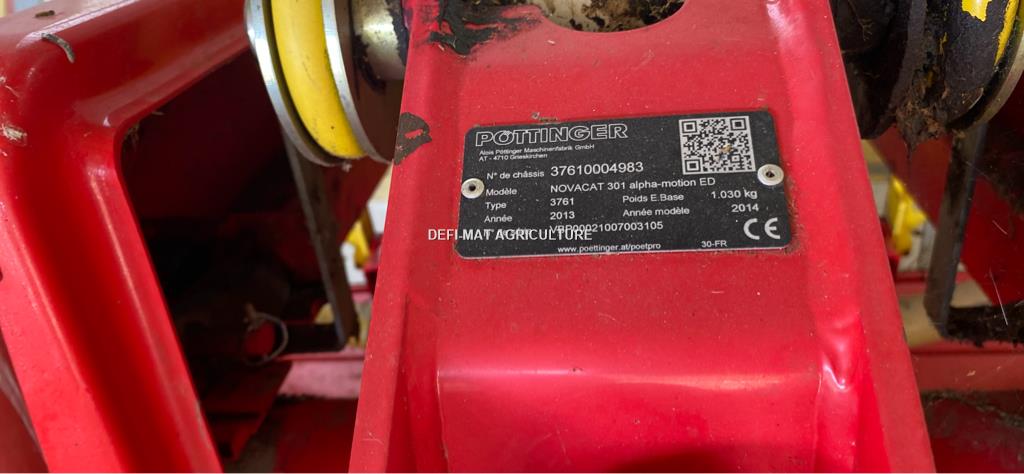 PÖTTINGER
Alois Pöttinger Maschinenfabrik GmbH
AT - 4710 Grieskirchen
N° de châssis 37610004983
Modèle NOVACAT 301 alpha-motion ED
Type 3761 Poids E.Base 1.030 kg
Année 2013 Année modèle 2014
VBP00021007003105
DEFI-MAT AGRICULTURE
www.poettinger.at/poetpro 30-FR
CE